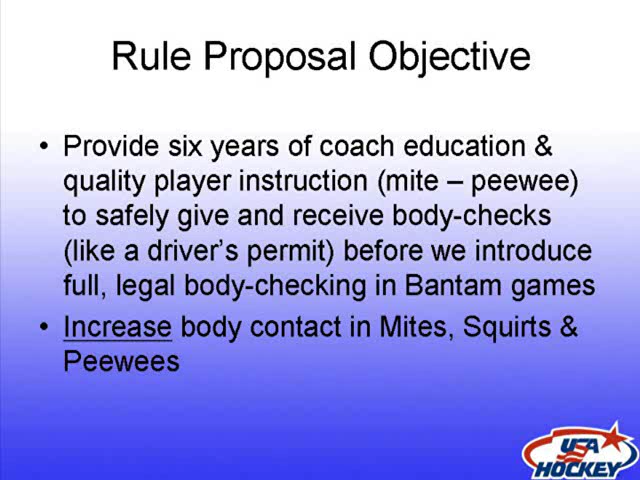 Rule Proposal Objective
• Provide six years of coach education &
quality player instruction (mite – peewee)
to safely give and receive body-checks
(like a driver's permit) before we introduce
full, legal body-checking in Bantam games
• Increase body contact in Mites, Squirts &
Peewees
USA
HOCKEY